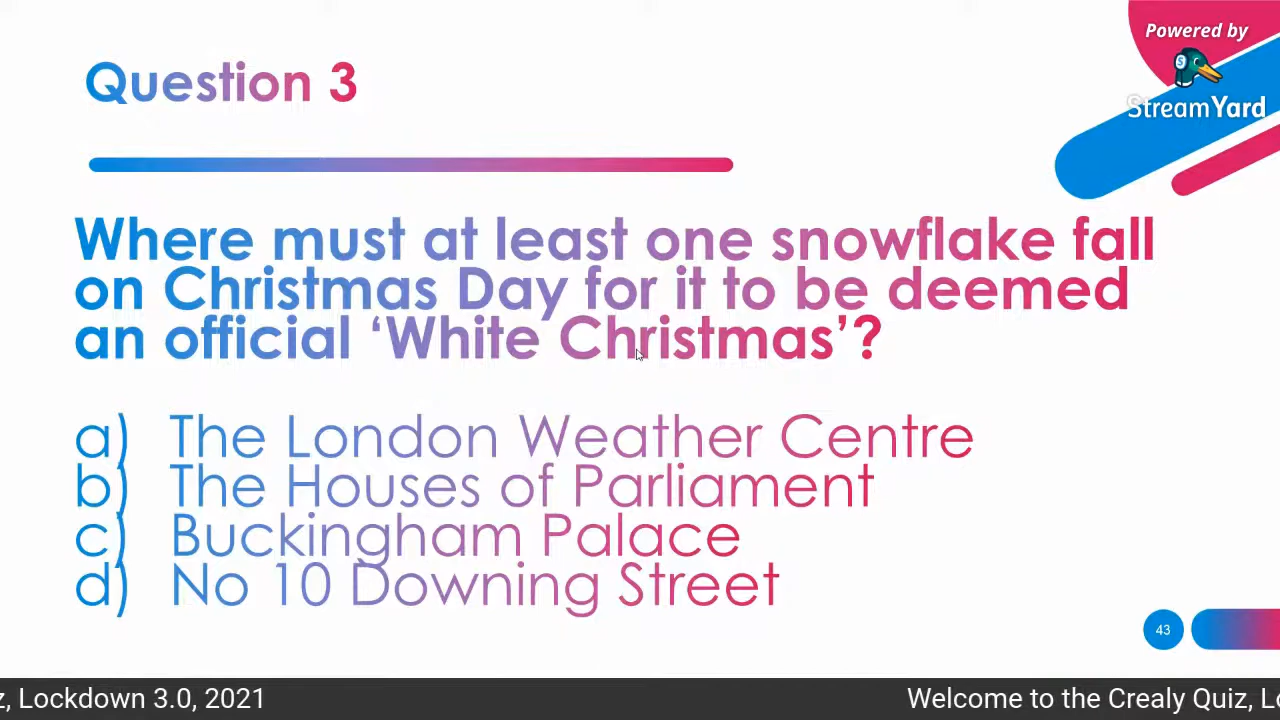 Powered by
StreamYard
Question 3
Where must at least one snowflake fall
on Christmas Day for it to be deemed
an official ‘White Christmas’?
a) The London Weather Centre
b) The Houses of Parliament
c) Buckingham Palace
d) No 10 Downing Street
43
z, Lockdown 3.0, 2021 Welcome to the Crealy Quiz, Lo